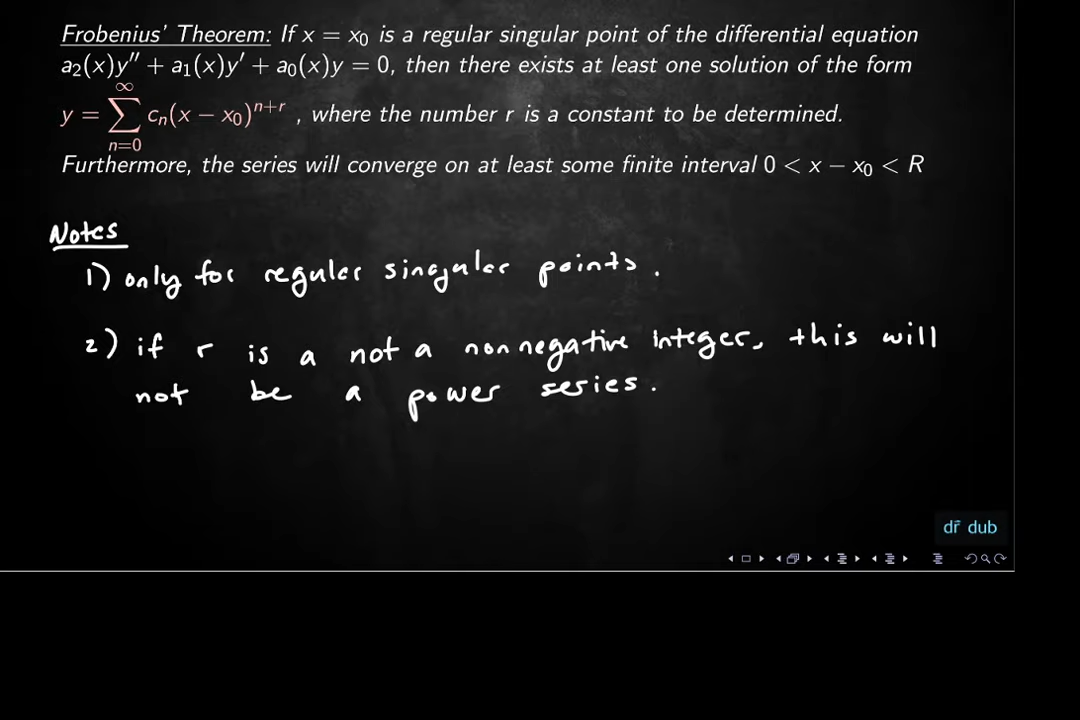 Frobenius' Theorem: If x = x₀ is a regular singular point of the differential equation
a₂(x)y″ + a₁(x)y′ + a₀(x)y = 0, then there exists at least one solution of the form
y = ∑_{n=0}^{∞} cₙ(x − x₀)ⁿ⁺ʳ , where the number r is a constant to be determined.
Furthermore, the series will converge on at least some finite interval 0 < x − x₀ < R
Notes
1) only for regular singular points.
2) if r is a not a nonnegative integer, this will
not be a power series.
dr̄ dub